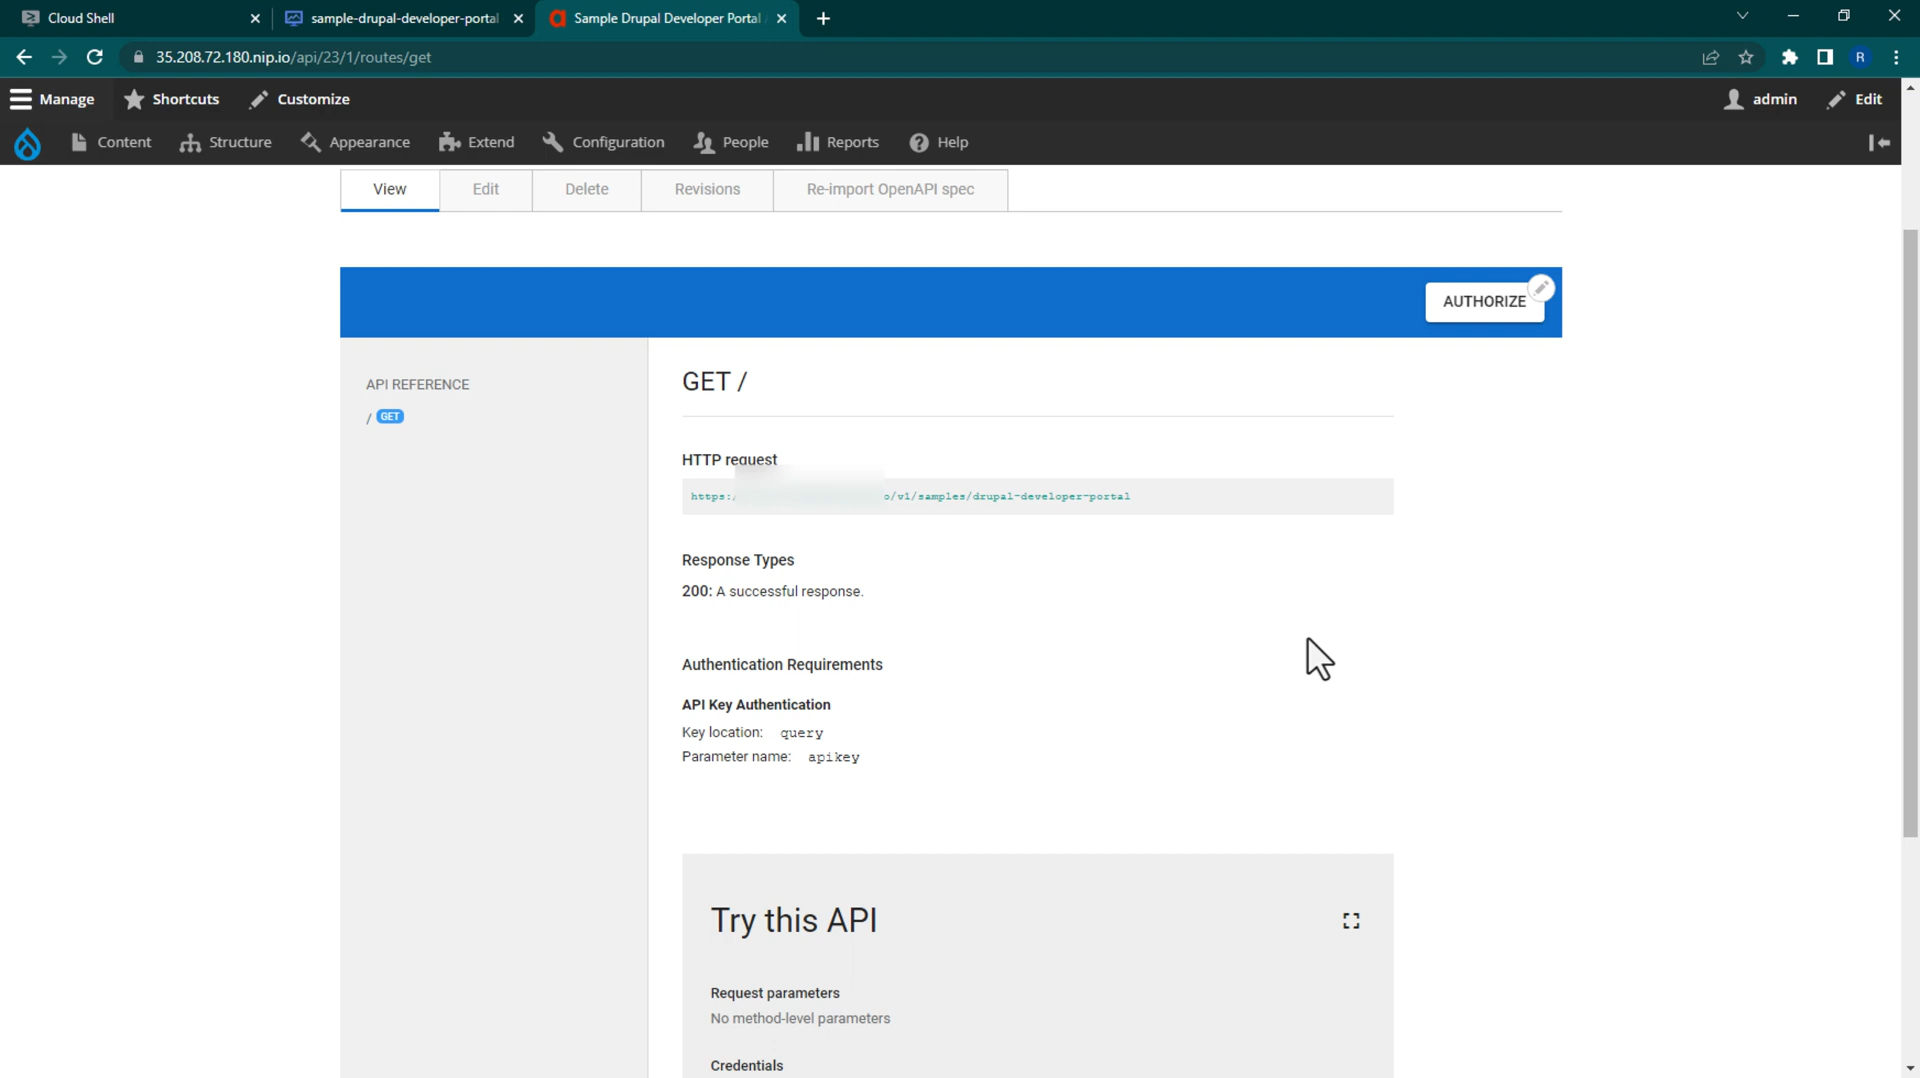 Cloud Shell
sample-drupal-developer-portal
Sample Drupal Developer Portal
35.208.72.180.nip.io/api/23/1/routes/get
R
Manage
Shortcuts
Customize
admin
Edit
Content
Structure
Appearance
Extend
Configuration
People
Reports
Help
View
Edit
Delete
Revisions
Re-import OpenAPI spec
AUTHORIZE
API REFERENCE
/ GET
GET /
HTTP request
https:/ o/v1/samples/drupal-developer-portal
Response Types
200: A successful response.
Authentication Requirements
API Key Authentication
Key location: query
Parameter name: apikey
Try this API
Request parameters
No method-level parameters
Credentials